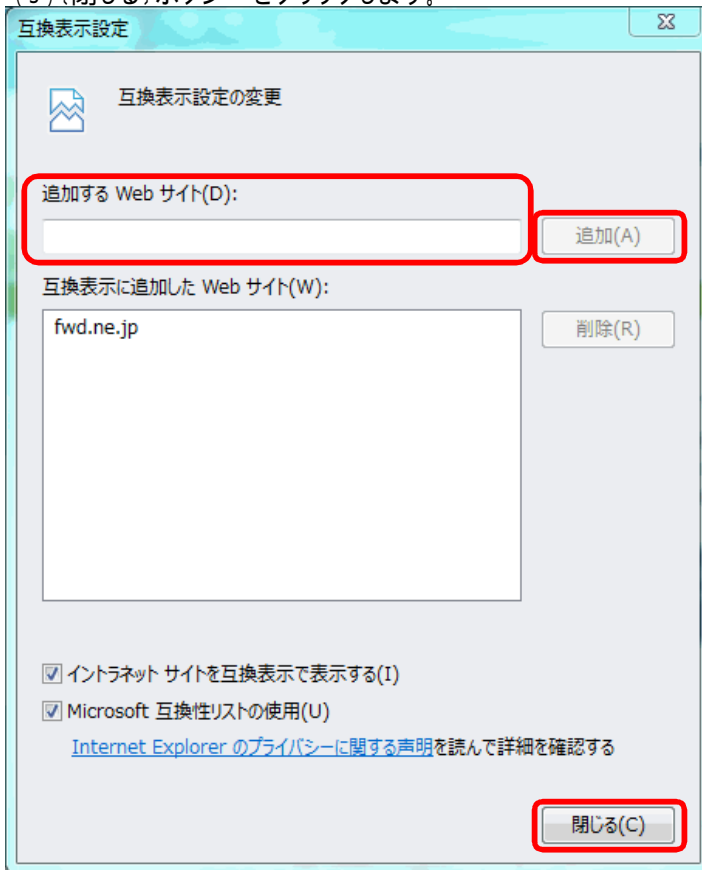 互換表示設定
互換表示設定の変更
追加する Web サイト(D):
追加(A)
互換表示に追加した Web サイト(W):
fwd.ne.jp
削除(R)
イントラネット サイトを互換表示で表示する(I)
Microsoft 互換性リストの使用(U)
Internet Explorer のプライバシーに関する声明を読んで詳細を確認する
閉じる(C)